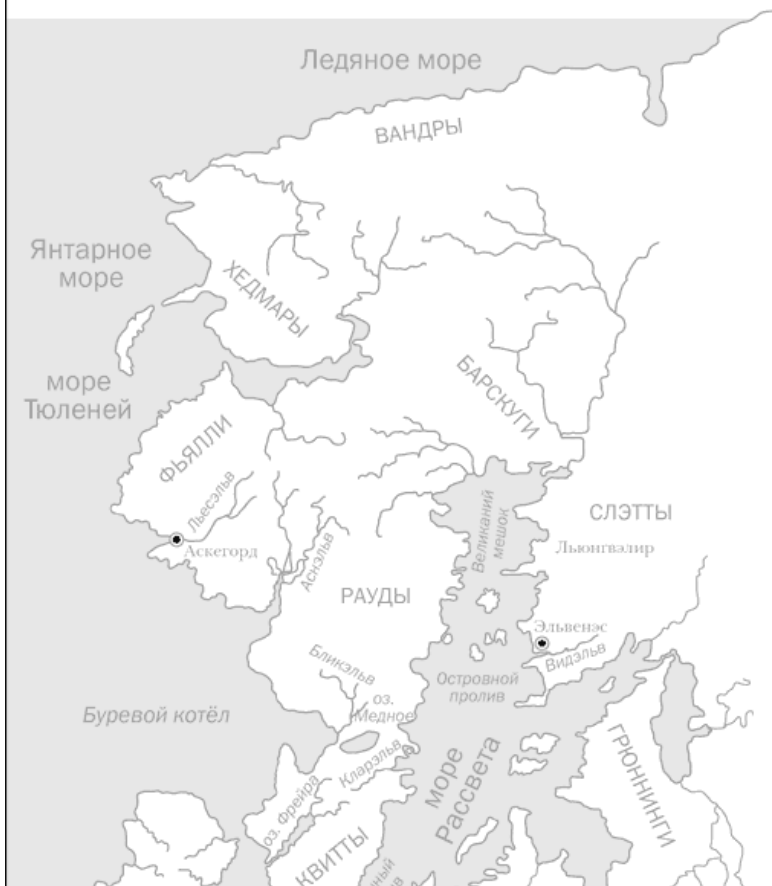 Ледяное море
ВАНДРЫ
Янтарное
море
ХЕДМАРЫ
море
Тюленей
БАРСКУГИ
ФЬЯЛЛИ
Льесэльв
Аскегорд
Великаний
мешок
СЛЭТТЫ
Льюнгвалир
Аснэльв
РАУДЫ
Эльвенэс
Видэльв
Бликэльв
Островной
пролив
оз.
Медное
Буревой котёл
Кларэльв
море
Рассвета
ГРЮННИНГИ
оз. Фрейра
КВИТТЫ